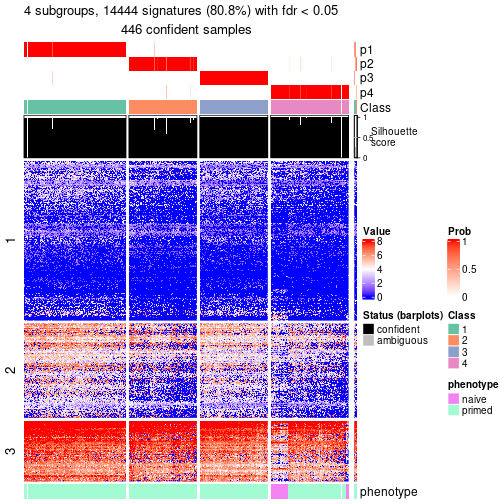 4 subgroups, 14444 signatures (80.8%) with fdr < 0.05
446 confident samples
p1
p2
p3
p4
Class
1
0.5
0
Silhouette
score
1
2
3
phenotype
Value
8
6
4
2
0
Prob
1
0.5
0
Status (barplots)
confident
ambiguous
Class
1
2
3
4
phenotype
naive
primed